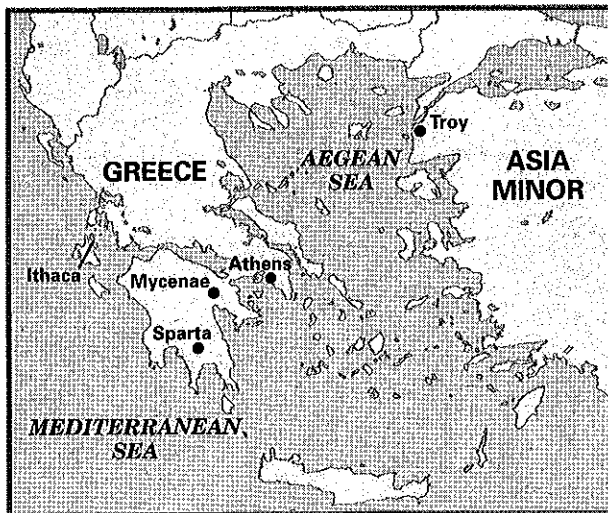 Troy
AEGEAN
SEA
GREECE
ASIA
MINOR
Ithaca
Mycenae
Athens
Sparta
MEDITERRANEAN
SEA